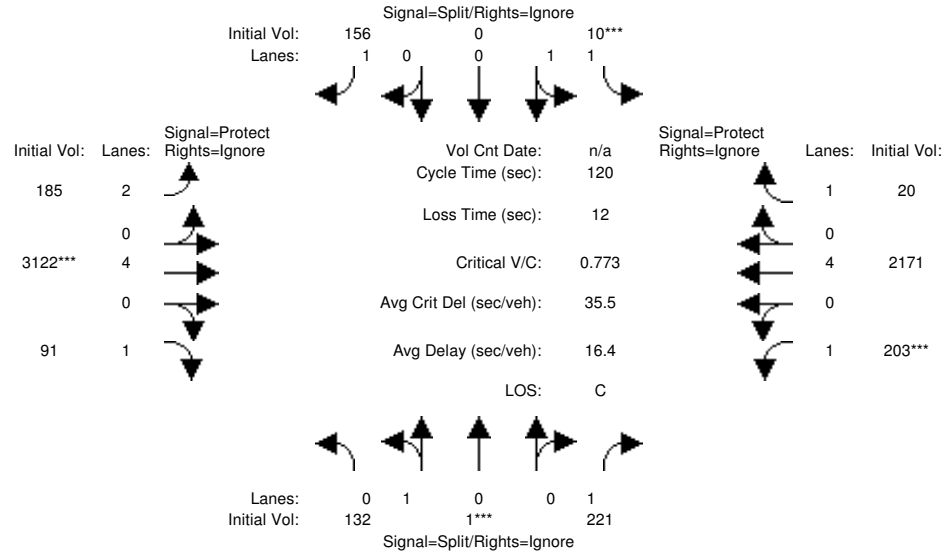 Signal=Split/Rights=Ignore
Initial Vol: 156 0 10***
Lanes: 1 0 0 1 1
Signal=Protect Signal=Protect
Initial Vol: Lanes: Rights=Ignore Vol Cnt Date: n/a Rights=Ignore Lanes: Initial Vol:
Cycle Time (sec): 120
185 2 1 20
Loss Time (sec): 12
0 0
3122*** 4 Critical V/C: 0.773 4 2171
0 Avg Crit Del (sec/veh): 35.5 0
91 1 Avg Delay (sec/veh): 16.4 1 203***
LOS: C
Lanes: 0 1 0 0 1
Initial Vol: 132 1*** 221
Signal=Split/Rights=Ignore